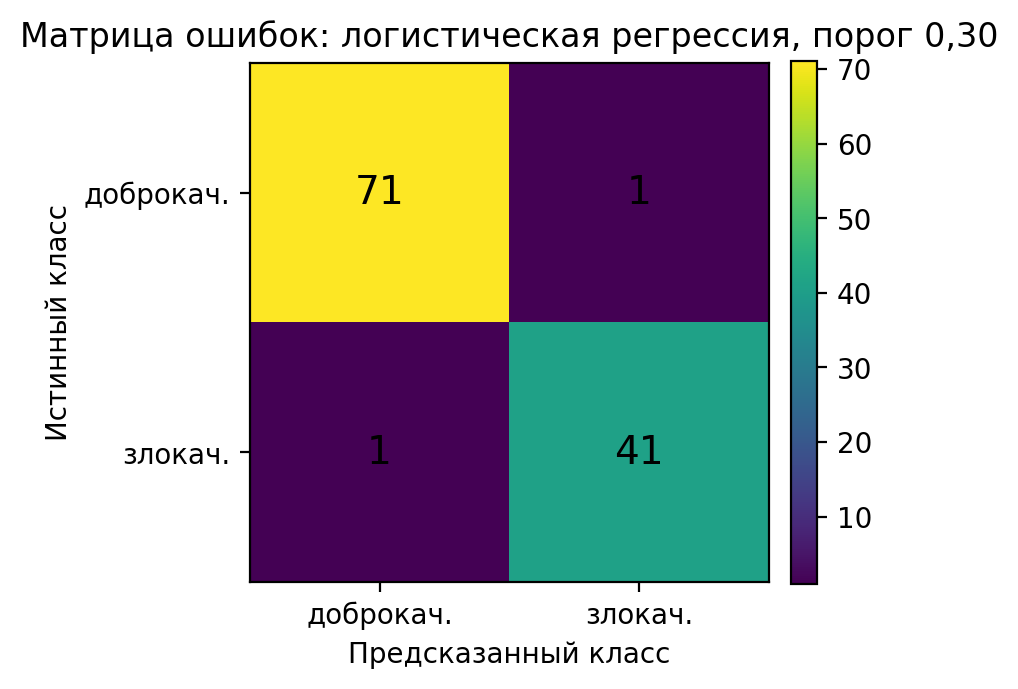 Матрица ошибок: логистическая регрессия, порог 0,30
70
60
50
40
30
20
10
Истинный класс
доброкач.
71
1
злокач.
1
41
доброкач.
злокач.
Предсказанный класс